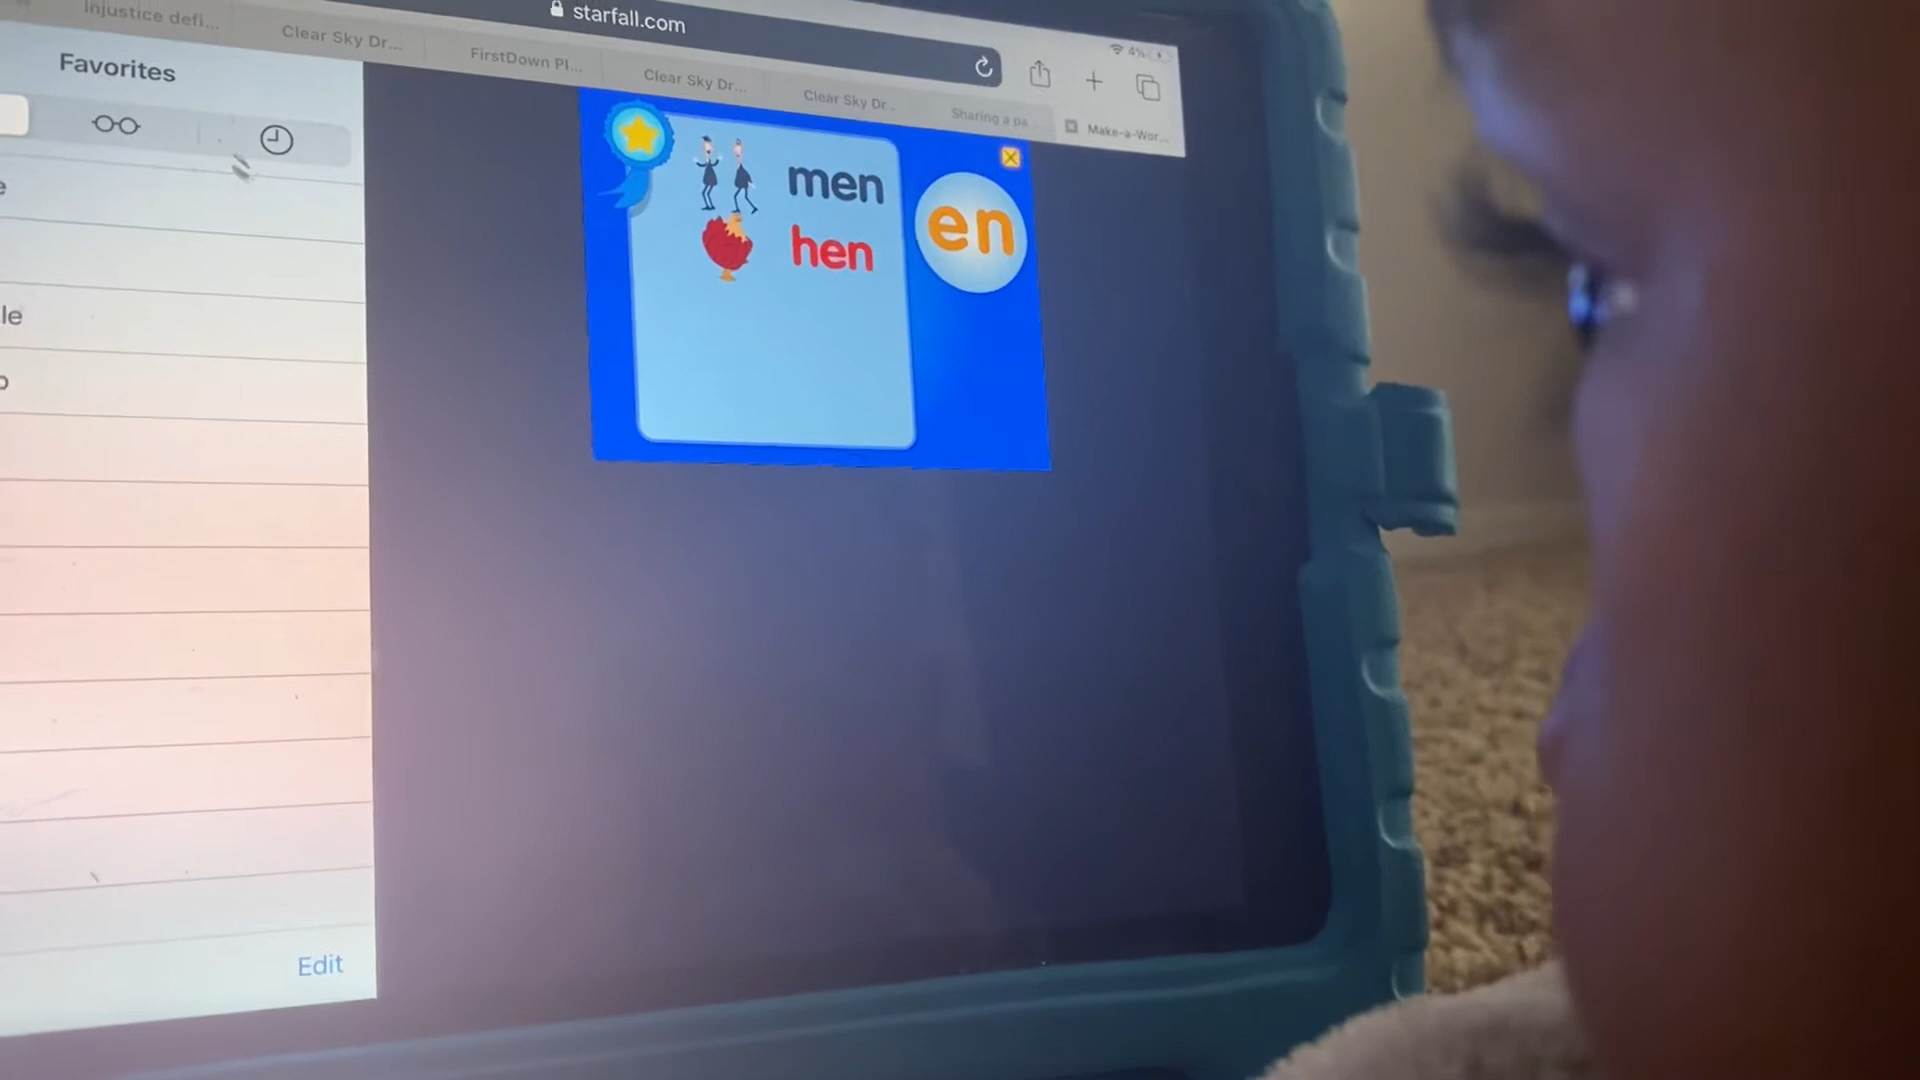 starfall.com
4%
Injustice defi...
Clear Sky Dr...
FirstDown Pl...
Clear Sky Dr...
Clear Sky Dr...
Sharing a pa...
Make-a-Wor...
Favorites
men
hen
en
le
Edit